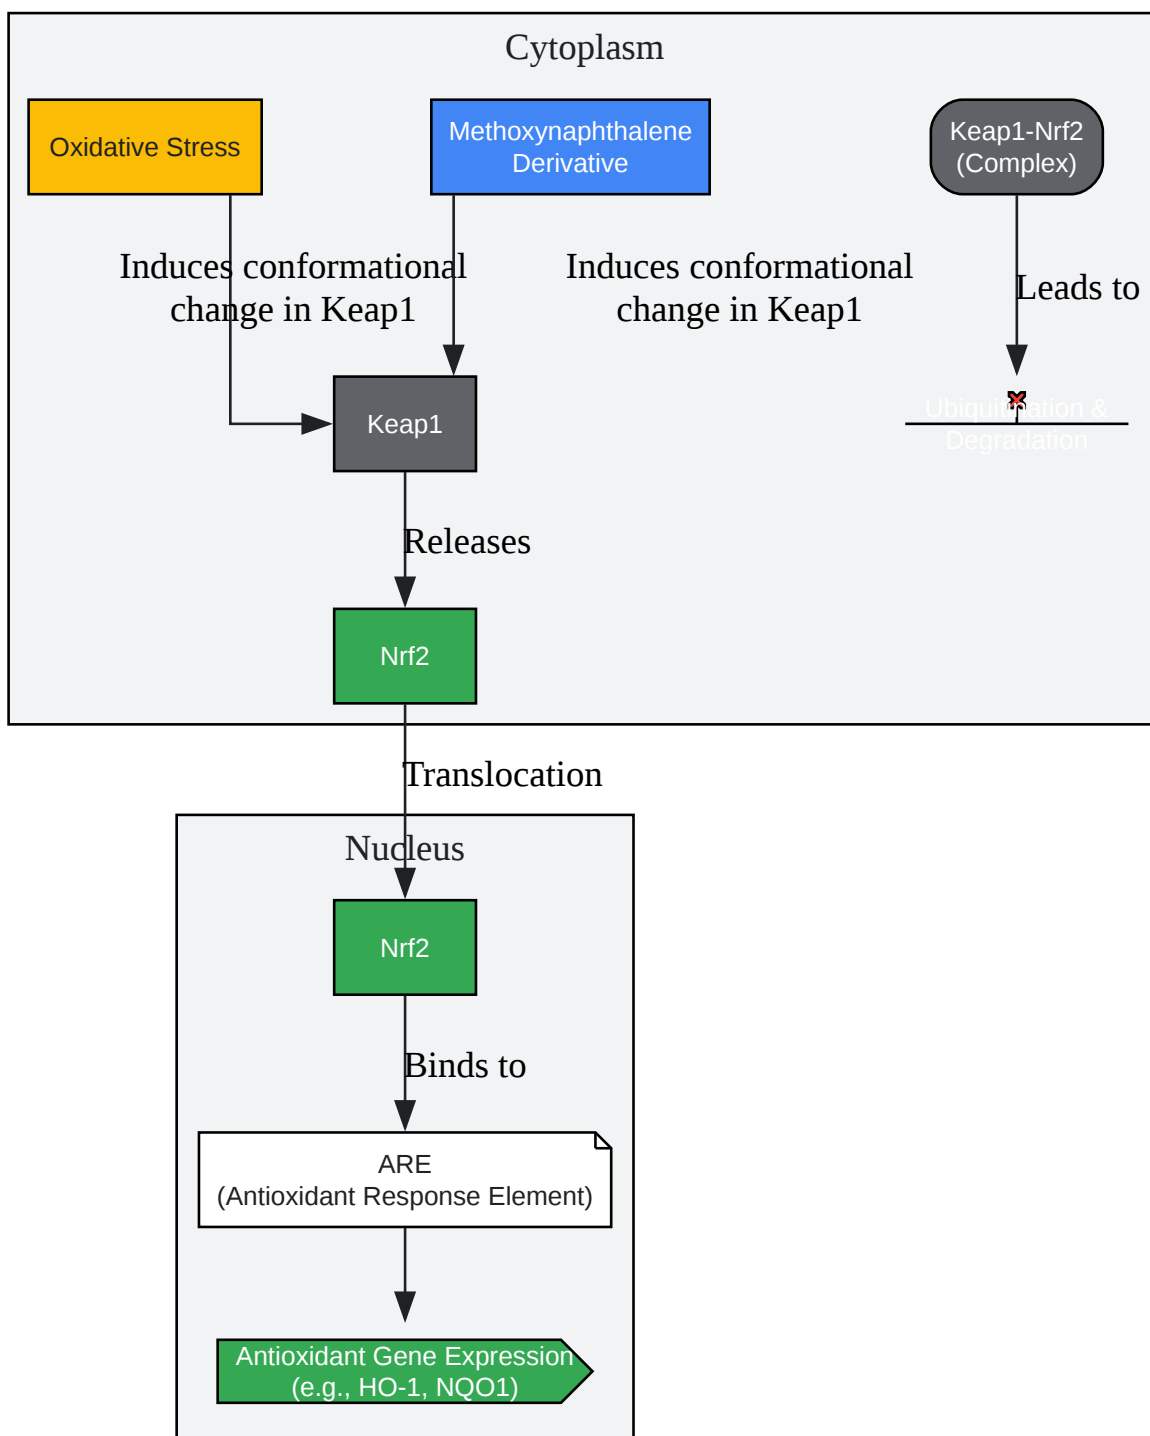 Cytoplasm
Oxidative Stress
Methoxynaphthalene
Derivative
Keap1-Nrf2
(Complex)
Induces conformational
change in Keap1
Induces conformational
change in Keap1
Leads to
Keap1
Ubiquitination &
Degradation
Releases
Nrf2
Translocation
Nucleus
Nrf2
Binds to
ARE
(Antioxidant Response Element)
Antioxidant Gene Expression
(e.g., HO-1, NQO1)